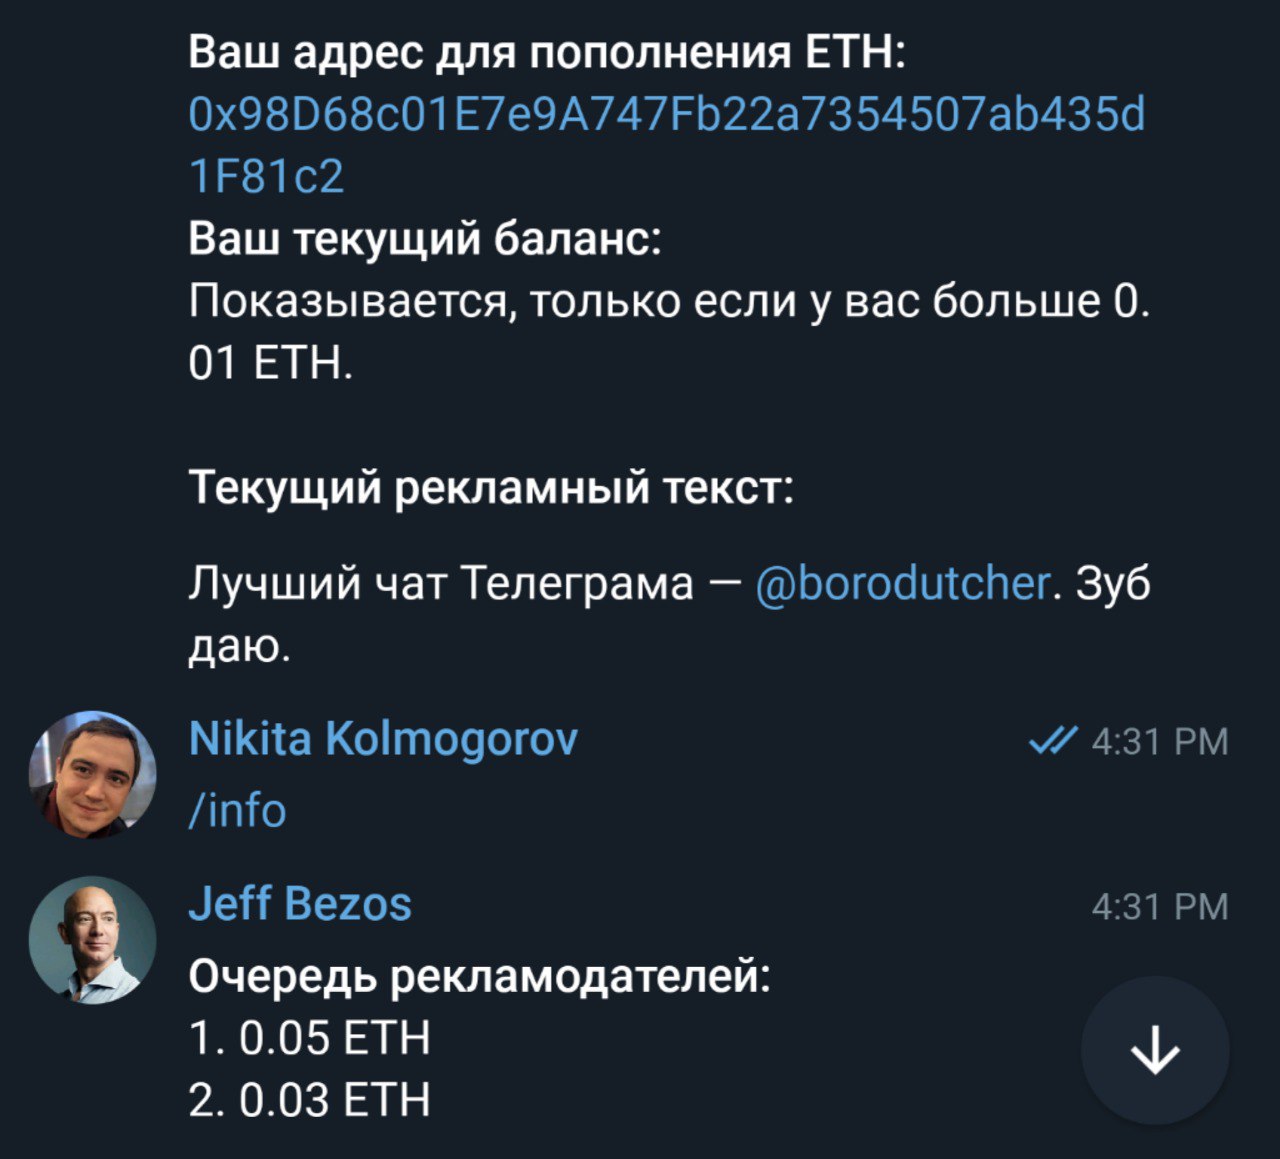 Ваш адрес для пополнения ETH:
0x98D68c01E7e9A747Fb22a7354507ab435d
1F81c2
Ваш текущий баланс:
Показывается, только если у вас больше 0.
01 ETH.
Текущий рекламный текст:
Лучший чат Телеграма — @borodutcher. Зуб
даю.
Nikita Kolmogorov 4:31 PM
/info
Jeff Bezos 4:31 PM
Очередь рекламодателей:
1. 0.05 ETH
2. 0.03 ETH